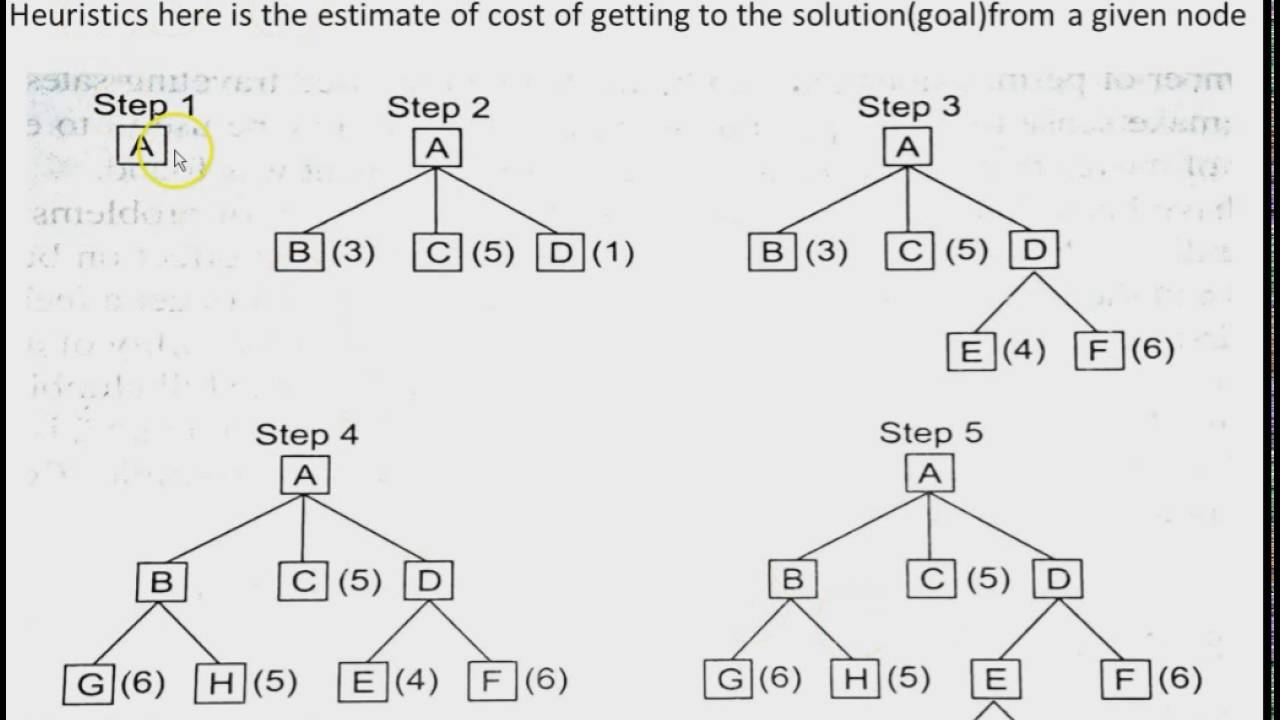 Heuristics here is the estimate of cost of getting to the solution(goal)from a given node
Step 1
A
Step 2
A
B (3) C (5) D (1)
Step 3
A
B (3) C (5) D
E (4) F (6)
Step 4
A
B C (5) D
G (6) H (5) E (4) F (6)
Step 5
A
B C (5) D
G (6) H (5) E F (6)